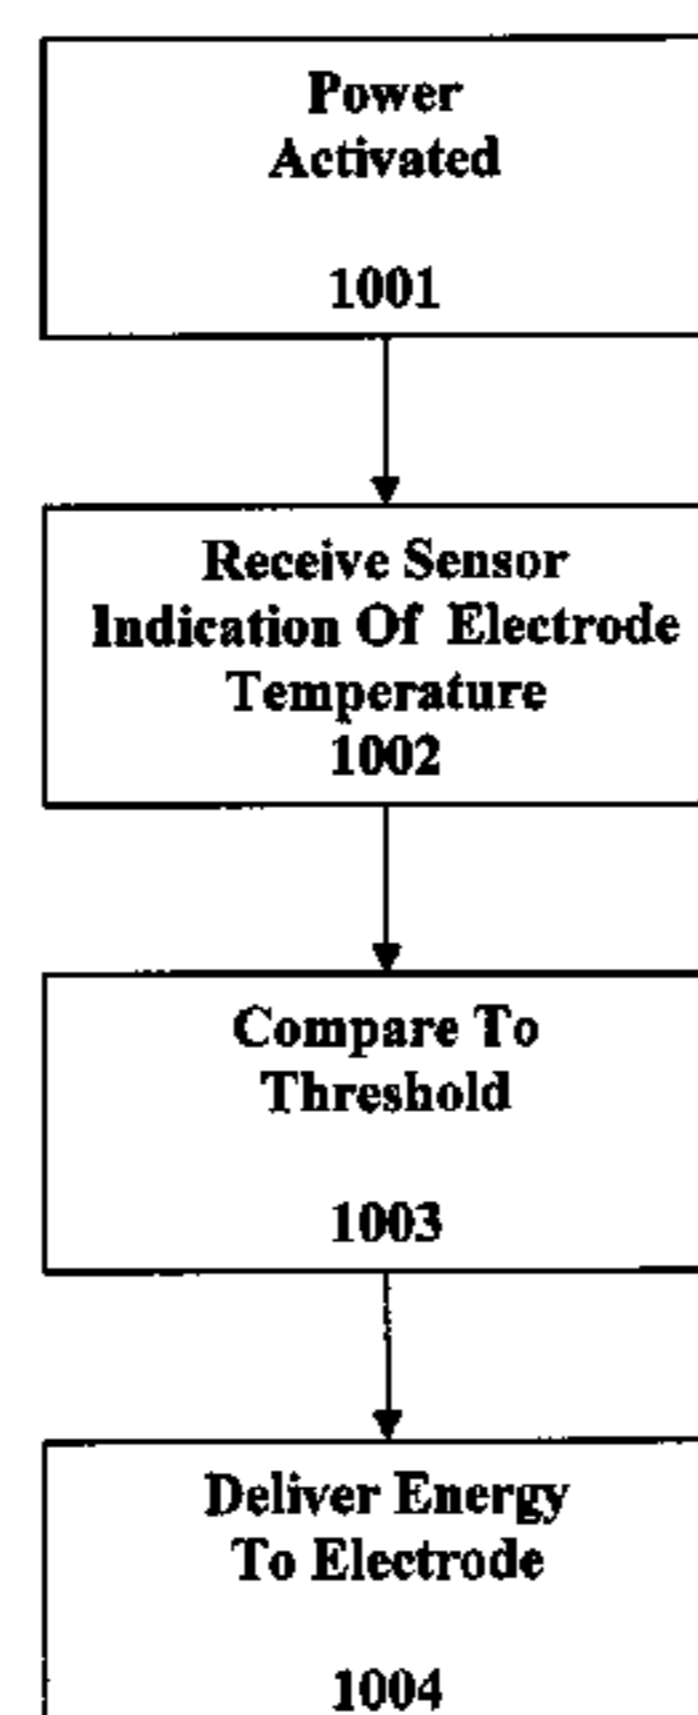 Power
Activated
1001
Receive Sensor
Indication Of Electrode
Temperature
1002
Compare To
Threshold
1003
Deliver Energy
To Electrode
1004